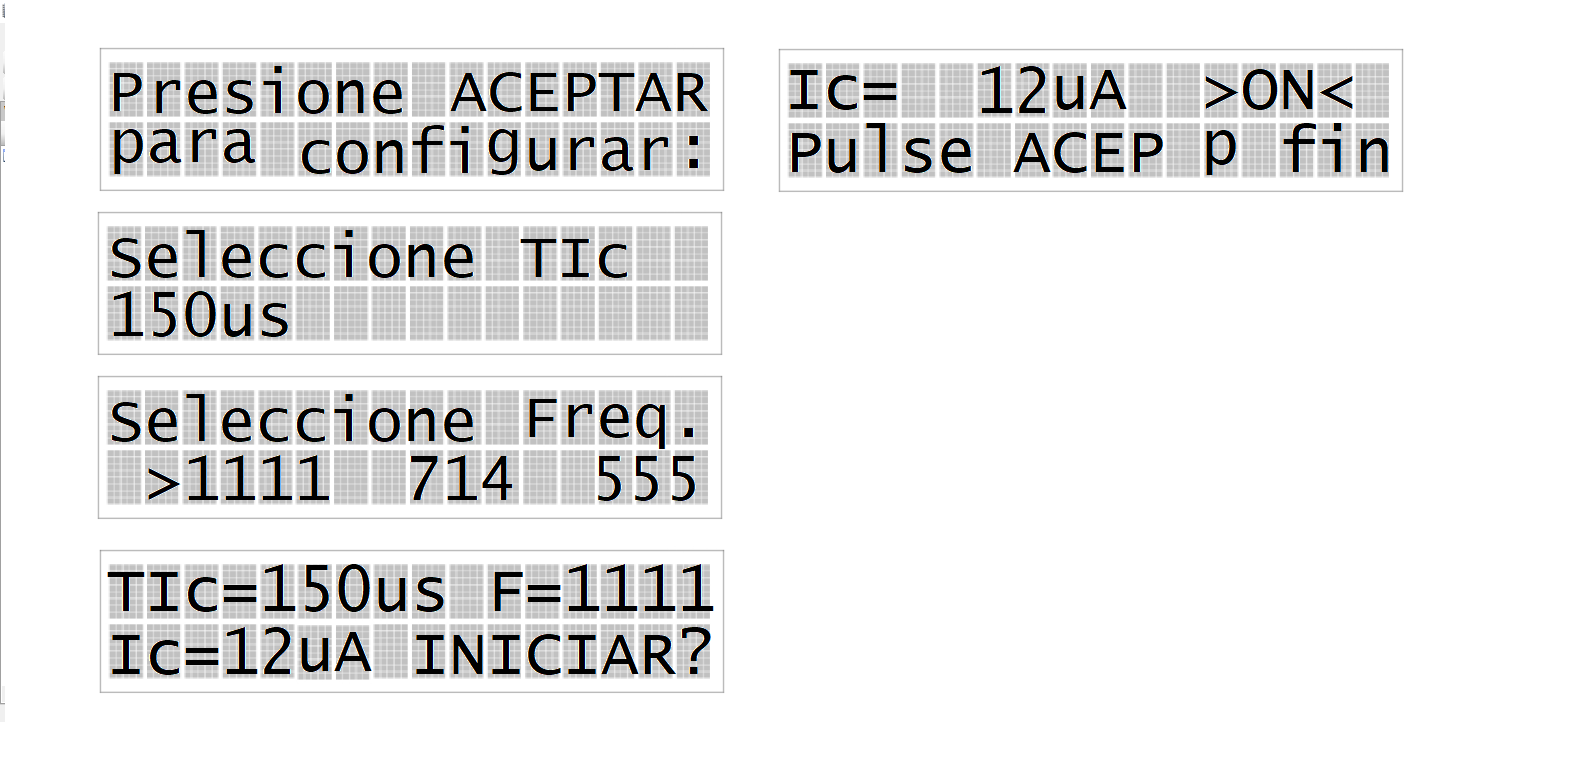 Presione ACEPTAR
para configurar:
Seleccione TIc
150us
Seleccione Freq.
>1111 714 555
TIc=150us F=1111
Ic=12uA INICIAR?
Ic= 12uA >ON<
Pulse ACEP p fin